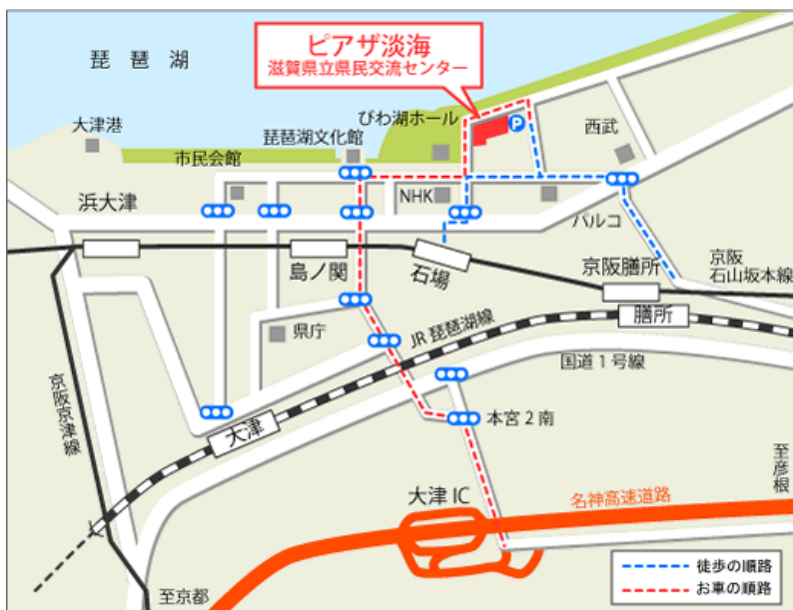 琵琶湖
ピアザ淡海
滋賀県立県民交流センター
大津港
琵琶湖文化館
びわ湖ホール
P
西武
市民会館
NHK
パルコ
浜大津
島ノ関
石場
京阪膳所
京阪
石山坂本線
膳所
県庁
JR琵琶湖線
国道1号線
京阪京津線
大津
本宮2南
至彦根
大津IC
名神高速道路
至京都
徒歩の順路
お車の順路